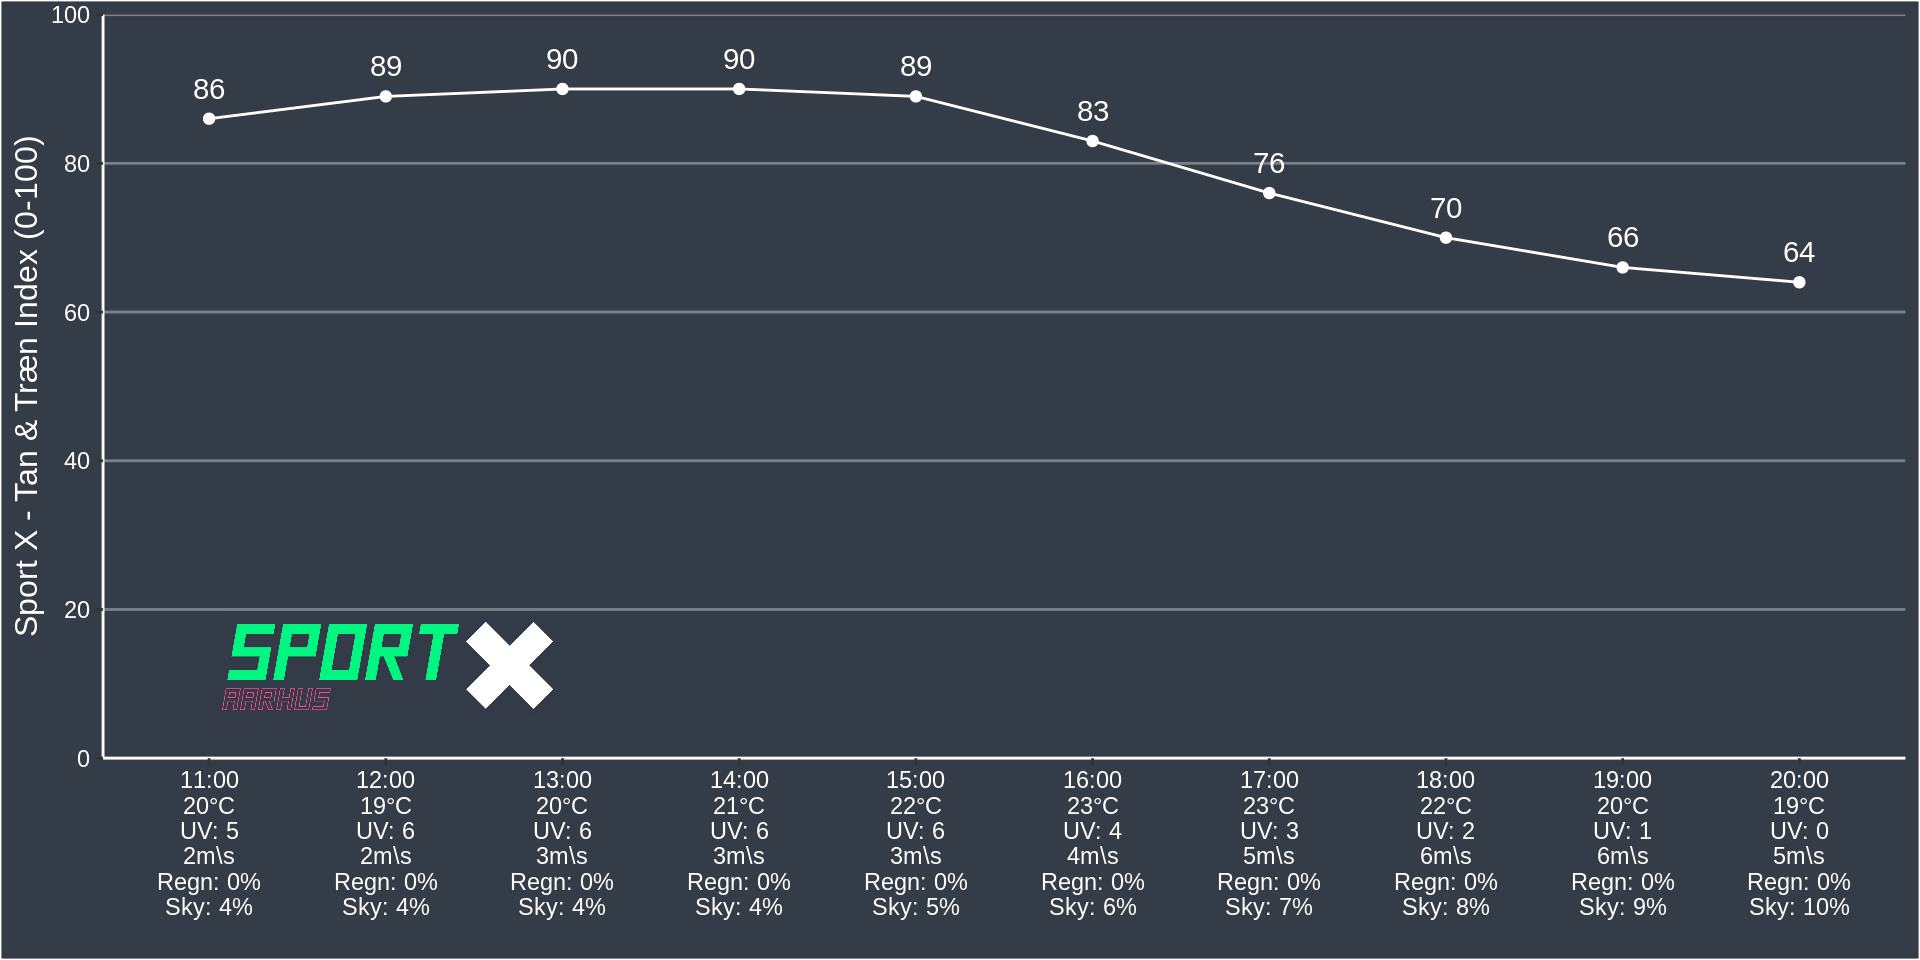 Sport X - Tan & Træn Index (0-100)
100
80
60
40
20
0
86
89
90
90
89
83
76
70
66
64
SPORT X
AARHUS
11:00 12:00 13:00 14:00 15:00 16:00 17:00 18:00 19:00 20:00
20°C 19°C 20°C 21°C 22°C 23°C 23°C 22°C 20°C 19°C
UV: 5 UV: 6 UV: 6 UV: 6 UV: 6 UV: 4 UV: 3 UV: 2 UV: 1 UV: 0
2m\s 2m\s 3m\s 3m\s 3m\s 4m\s 5m\s 6m\s 6m\s 5m\s
Regn: 0% Regn: 0% Regn: 0% Regn: 0% Regn: 0% Regn: 0% Regn: 0% Regn: 0% Regn: 0% Regn: 0%
Sky: 4% Sky: 4% Sky: 4% Sky: 4% Sky: 5% Sky: 6% Sky: 7% Sky: 8% Sky: 9% Sky: 10%